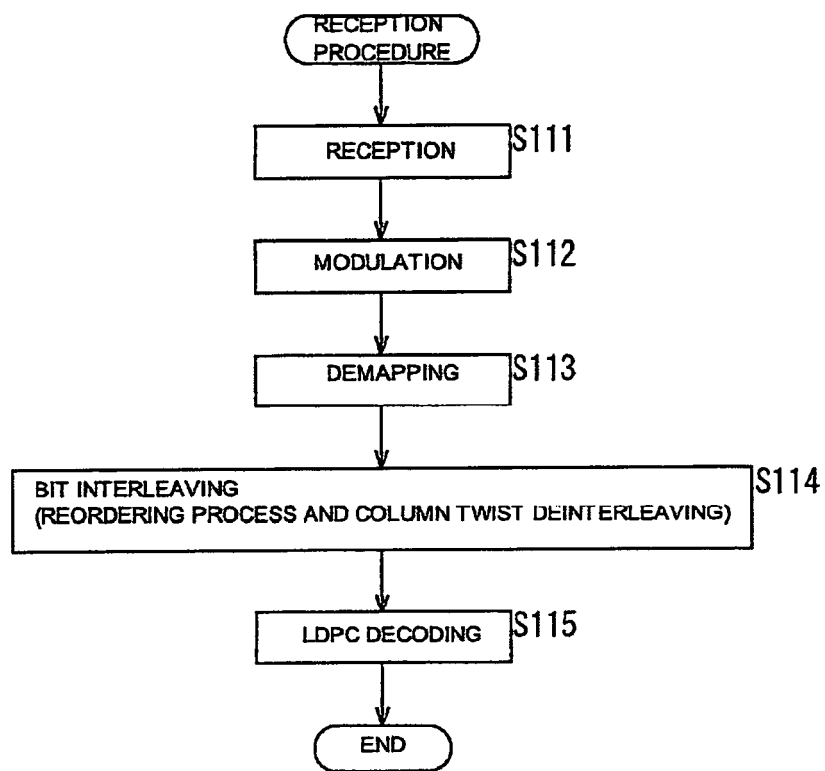 RECEPTION
PROCEDURE
RECEPTION
S111
MODULATION
S112
DEMAPPING
S113
BIT INTERLEAVING
(REORDERING PROCESS AND COLUMN TWIST DEINTERLEAVING)
S114
LDPC DECODING
S115
END